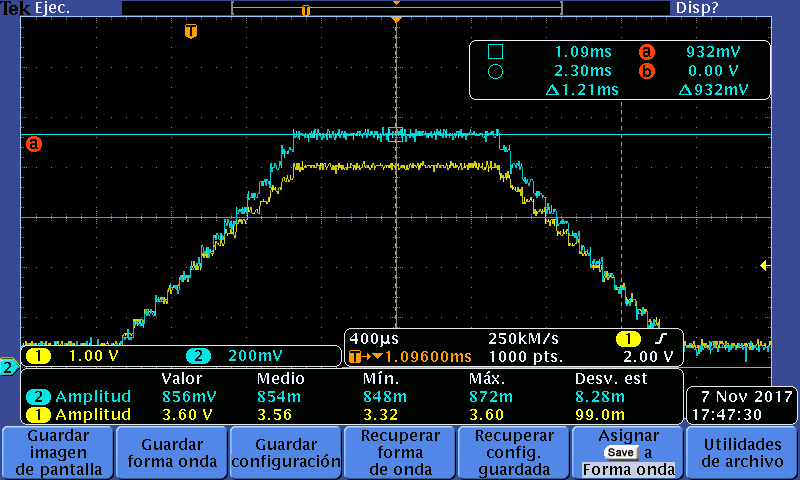 Tek Ejec. Disp?
T
T
1.09ms a 932mV
2.30ms b 0.00 V
Δ1.21ms Δ932mV
a
400µs 250kM/s 1
T→▼1.09600ms 1000 pts. 2.00 V
1 1.00 V 2 200mV
2
Valor Medio Mín. Máx. Desv. est
2 Amplitud 856mV 854m 848m 872m 8.28m
1 Amplitud 3.60 V 3.56 3.32 3.60 99.0m
7 Nov 2017
17:47:30
Guardar
imagen
de pantalla
Guardar
forma onda
Guardar
configuración
Recuperar
forma
de onda
Recuperar
config.
guardada
Asignar
Save a
Forma onda
Utilidades
de archivo